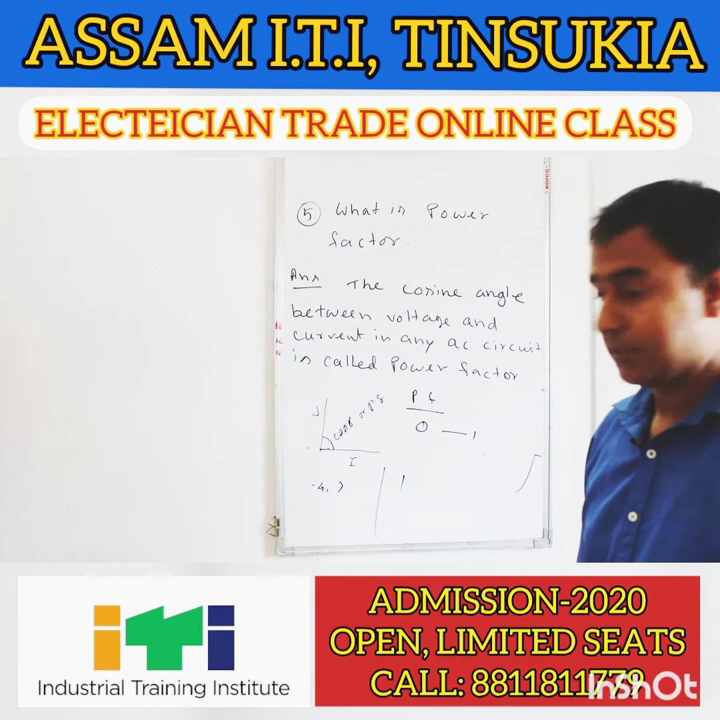 ASSAM I.T.I, TINSUKIA
ELECTEICIAN TRADE ONLINE CLASS
5 What is Power
factor.
Ans The cosine angle
between voltage and
current in any ac circuit
is called Power factor
I
0 — 1
iTi
Industrial Training Institute
ADMISSION-2020
OPEN, LIMITED SEATS
CALL: 8811811779
InShOt